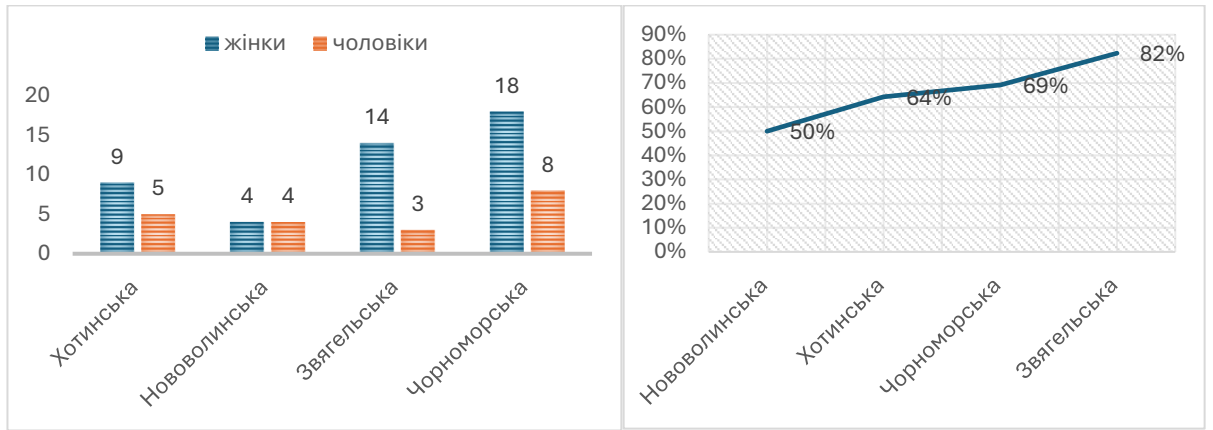 жінки чоловіки
20
15
10
5
0
9 5 4 4 14 3 18 8
Хотинська
Нововолинська
Звягельська
Чорноморська
90%
80%
70%
60%
50%
40%
30%
20%
10%
0%
50% 64% 69% 82%
Нововолинська
Хотинська
Чорноморська
Звягельська